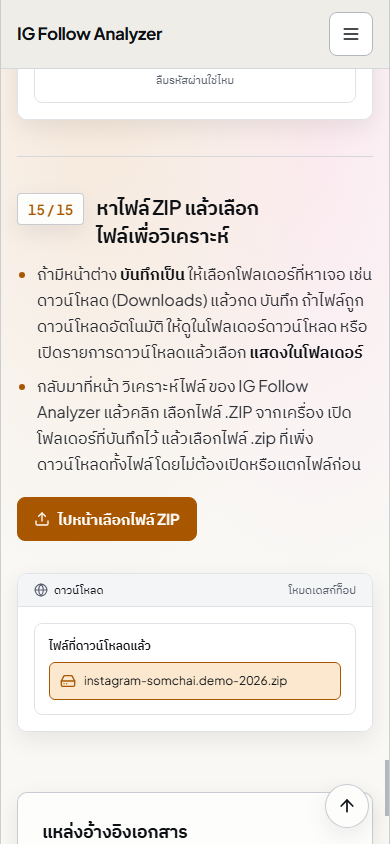 IG Follow Analyzer
ลืมรหัสผ่านใช่ไหม
15 / 15
หาไฟล์ ZIP แล้วเลือก
ไฟล์เพื่อวิเคราะห์
ถ้ามีหน้าต่าง บันทึกเป็น ให้เลือกโฟลเดอร์ที่หาเจอ เช่น
ดาวน์โหลด (Downloads) แล้วกด บันทึก ถ้าไฟล์ถูก
ดาวน์โหลดอัตโนมัติ ให้ดูในโฟลเดอร์ดาวน์โหลด หรือ
เปิดรายการดาวน์โหลดแล้วเลือก แสดงในโฟลเดอร์
กลับมาที่หน้า วิเคราะห์ไฟล์ ของ IG Follow
Analyzer แล้วคลิก เลือกไฟล์ .ZIP จากเครื่อง เปิด
โฟลเดอร์ที่บันทึกไว้ แล้วเลือกไฟล์ .zip ที่เพิ่ง
ดาวน์โหลดทั้งไฟล์ โดยไม่ต้องเปิดหรือแตกไฟล์ก่อน
ไปหน้าเลือกไฟล์ ZIP
ดาวน์โหลด
โหมดเดสก์ท็อป
ไฟล์ที่ดาวน์โหลดแล้ว
instagram-somchai.demo-2026.zip
แหล่งอ้างอิงเอกสาร